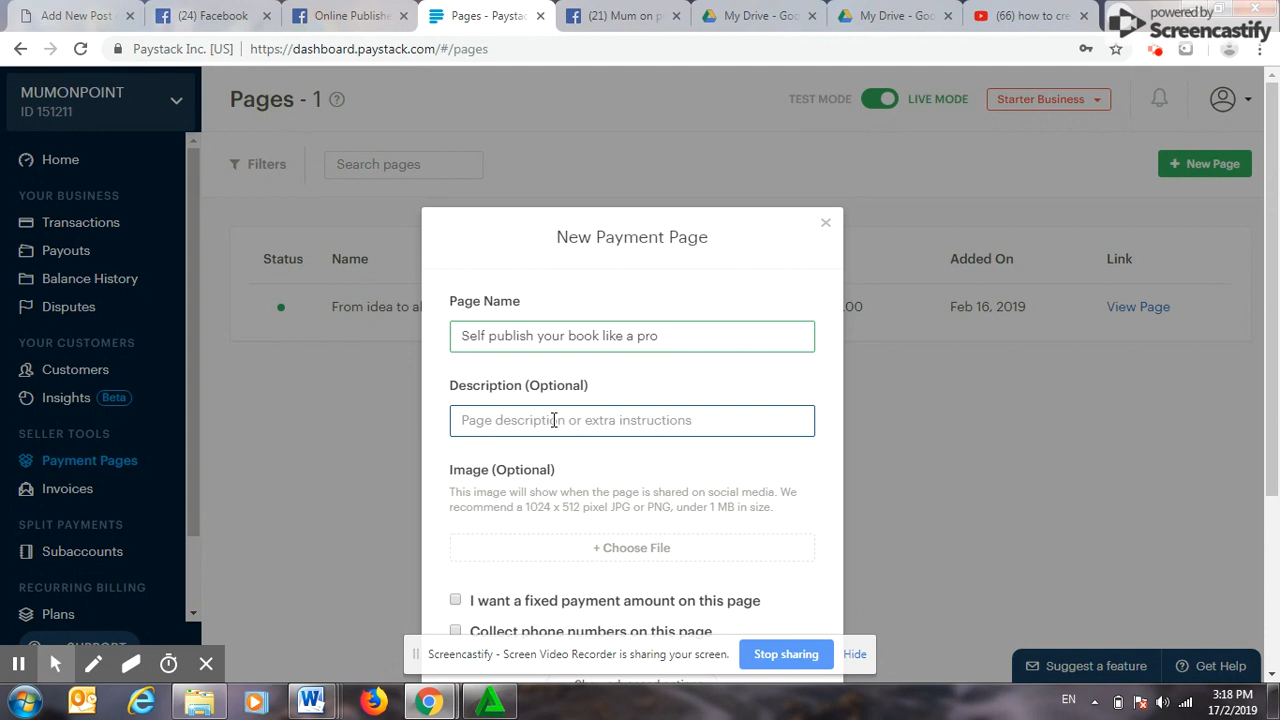 Add New Post
(24) Facebook
Online Publishe
Pages - Paystac
(21) Mum on p
My Drive - Goo
My Drive - Goo
(66) how to cre
powered by
Screencastify
Paystack Inc. [US]
https://dashboard.paystack.com/#/pages
MUMONPOINT
ID 151211
Pages - 1
TEST MODE
LIVE MODE
Starter Business
Home
Filters
Search pages
+ New Page
YOUR BUSINESS
Transactions
Payouts
Balance History
Disputes
YOUR CUSTOMERS
Customers
Insights Beta
SELLER TOOLS
Payment Pages
Invoices
SPLIT PAYMENTS
Subaccounts
RECURRING BILLING
Plans
SUPPORT
Status
Name
Added On
Link
From idea to al
.00
Feb 16, 2019
View Page
New Payment Page
Page Name
Self publish your book like a pro
Description (Optional)
Page description or extra instructions
Image (Optional)
This image will show when the page is shared on social media. We
recommend a 1024 x 512 pixel JPG or PNG, under 1 MB in size.
+ Choose File
I want a fixed payment amount on this page
Collect phone numbers on this page
Screencastify - Screen Video Recorder is sharing your screen.
Stop sharing
Hide
Suggest a feature
Get Help
EN
3:18 PM
17/2/2019